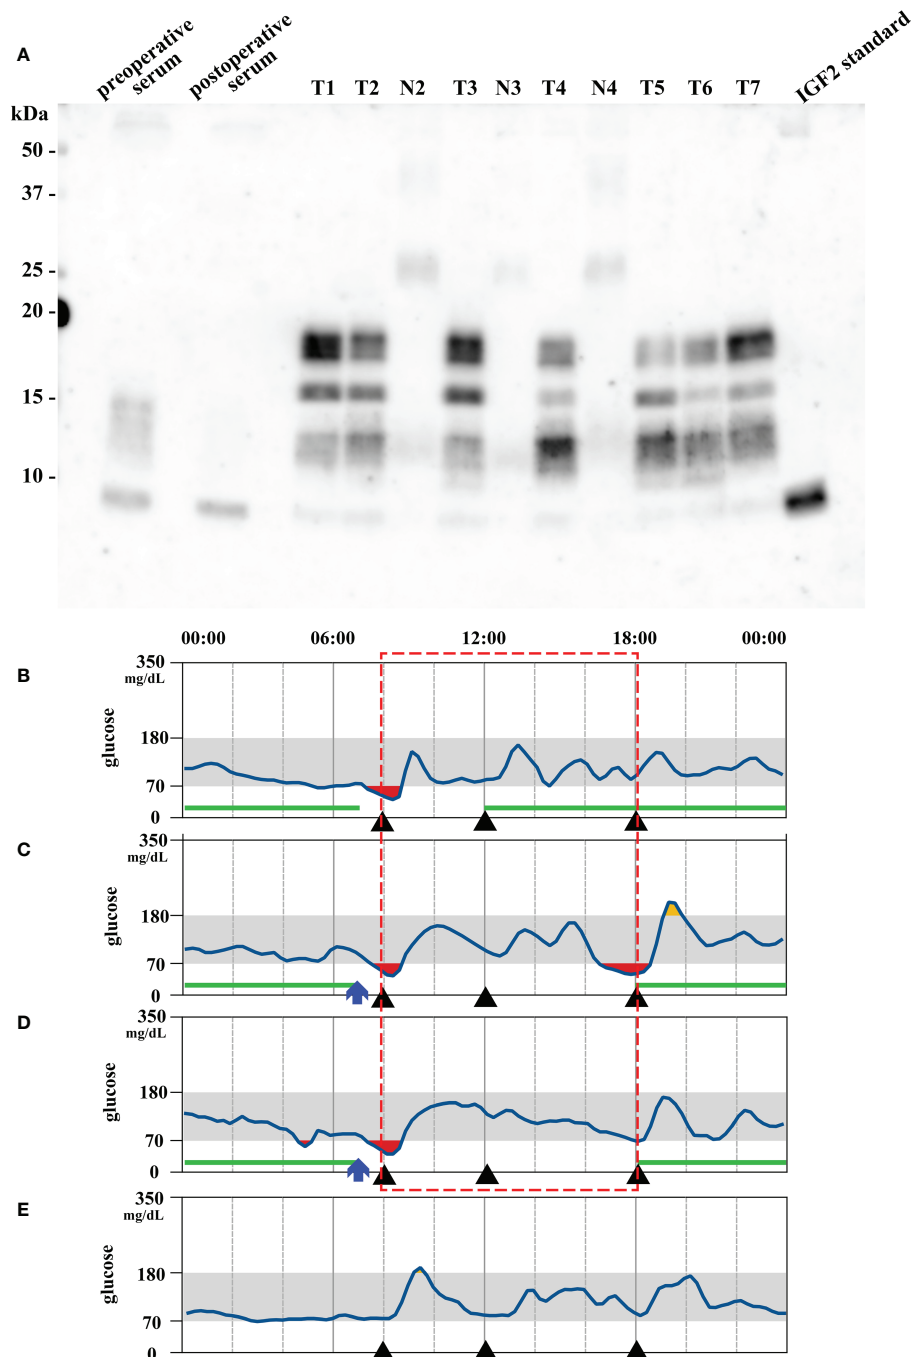 A
preoperative
serum
postoperative
serum
T1 T2 N2 T3 N3 T4 N4 T5 T6 T7
IGF2 standard
kDa
50 -
37 -
25 -
20 -
15 -
10 -
00:00 06:00 12:00 18:00 00:00
B
350
mg/dL
glucose
180
70
0
C
350
mg/dL
glucose
180
70
0
D
350
mg/dL
glucose
180
70
0
E
350
mg/dL
glucose
180
70
0